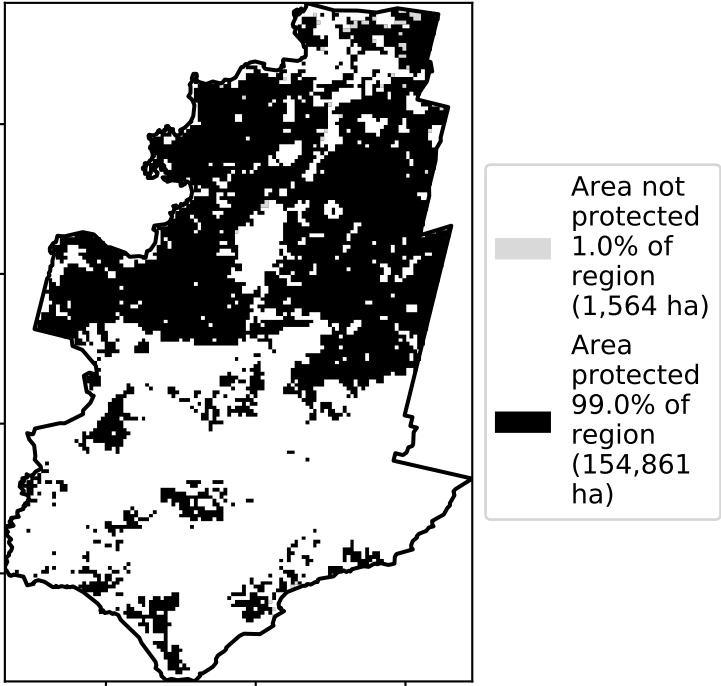 Area not
protected
1.0% of
region
(1,564 ha)
Area
protected
99.0% of
region
(154,861
ha)